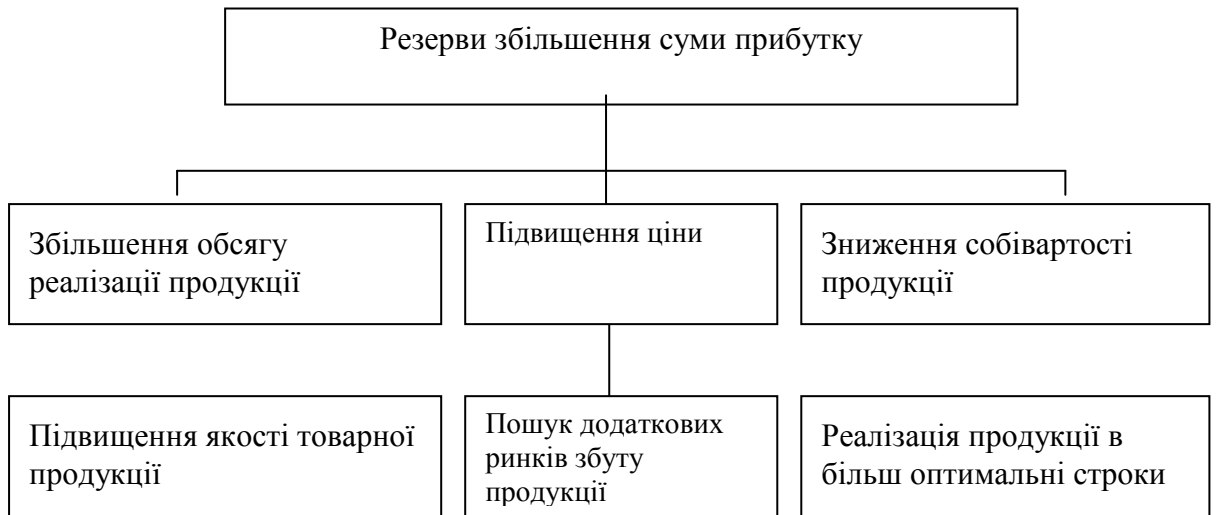 Резерви збільшення суми прибутку
Збільшення обсягу
реалізації продукції
Підвищення ціни
Зниження собівартості
продукції
Підвищення якості товарної
продукції
Пошук додаткових
ринків збуту
продукції
Реалізація продукції в
більш оптимальні строки